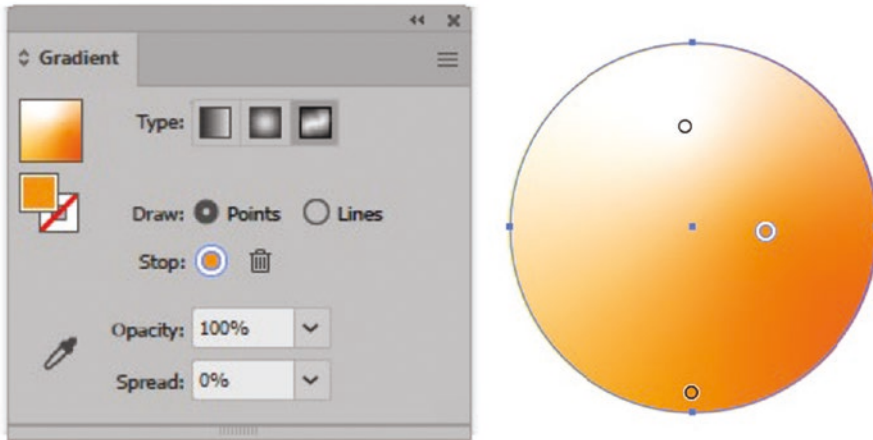 Gradient
Type:
Draw: Points Lines
Stop:
Opacity: 100%
Spread: 0%